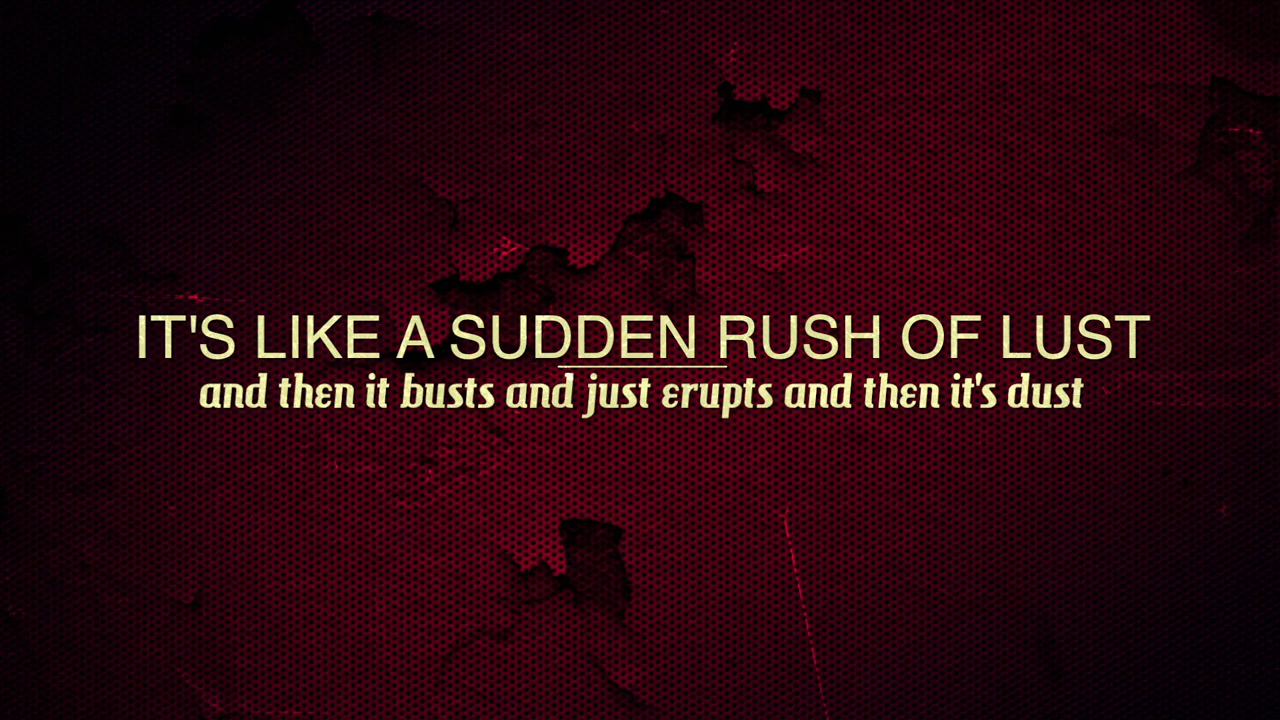 IT'S LIKE A SUDDEN RUSH OF LUST
and then it busts and just erupts and then it's dust